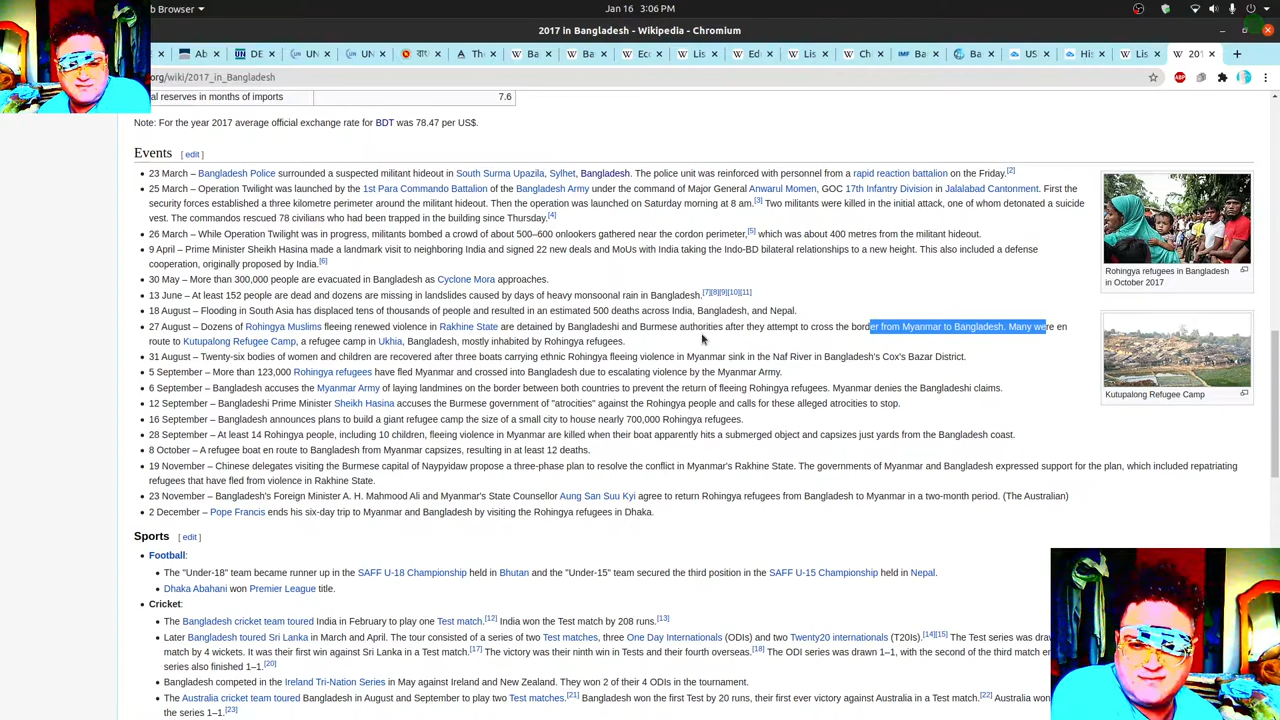 b Browser
Jan 16 3:06 PM
2017 in Bangladesh - Wikipedia - Chromium
Ab
DE
UN
UN
বাং
St
Ba
Ec
Lis
Ec
Lis
IMF Ba
Ba
Ec
His
Lis
Lis
201
org/wiki/2017_in_Bangladesh
ABP
al reserves in months of imports 7.6
Note: For the year 2017 average official exchange rate for BDT was 78.47 per US$.
Events [ edit ]
23 March – Bangladesh Police surrounded a suspected militant hideout in South Surma Upazila, Sylhet, Bangladesh. The police unit was reinforced with personnel from a rapid reaction battalion on the Friday.[2]
25 March – Operation Twilight was launched by the 1st Para Commando Battalion of the Bangladesh Army under the command of Major General Anwarul Momen, GOC 17th Infantry Division in Jalalabad Cantonment. First the
security forces established a three kilometre perimeter around the militant hideout. Then the operation was launched on Saturday morning at 8 am.[3] Two militants were killed in the initial attack, one of whom detonated a suicide
vest. The commandos rescued 78 civilians who had been trapped in the building since Thursday.[4]
26 March – While Operation Twilight was in progress, militants bombed a crowd of about 500–600 onlookers gathered near the cordon perimeter,[5] which was about 400 metres from the militant hideout.
9 April – Prime Minister Sheikh Hasina made a landmark visit to neighboring India and signed 22 new deals and MoUs with India taking the Indo-BD bilateral relationships to a new height. This also included a defense
cooperation, originally proposed by India.[6]
30 May – More than 300,000 people are evacuated in Bangladesh as Cyclone Mora approaches.
13 June – At least 152 people are dead and dozens are missing in landslides caused by days of heavy monsoonal rain in Bangladesh.[7][8][9][10][11]
18 August – Flooding in South Asia has displaced tens of thousands of people and resulted in an estimated 500 deaths across India, Bangladesh, and Nepal.
27 August – Dozens of Rohingya Muslims fleeing renewed violence in Rakhine State are detained by Bangladeshi and Burmese authorities after they attempt to cross the border from Myanmar to Bangladesh. Many were en
route to Kutupalong Refugee Camp, a refugee camp in Ukhia, Bangladesh, mostly inhabited by Rohingya refugees.
31 August – Twenty-six bodies of women and children are recovered after three boats carrying ethnic Rohingya fleeing violence in Myanmar sink in the Naf River in Bangladesh's Cox's Bazar District.
5 September – More than 123,000 Rohingya refugees have fled Myanmar and crossed into Bangladesh due to escalating violence by the Myanmar Army.
6 September – Bangladesh accuses the Myanmar Army of laying landmines on the border between both countries to prevent the return of fleeing Rohingya refugees. Myanmar denies the Bangladeshi claims.
12 September – Bangladeshi Prime Minister Sheikh Hasina accuses the Burmese government of "atrocities" against the Rohingya people and calls for these alleged atrocities to stop.
16 September – Bangladesh announces plans to build a giant refugee camp the size of a small city to house nearly 700,000 Rohingya refugees.
28 September – At least 14 Rohingya people, including 10 children, fleeing violence in Myanmar are killed when their boat apparently hits a submerged object and capsizes just yards from the Bangladesh coast.
8 October – A refugee boat en route to Bangladesh from Myanmar capsizes, resulting in at least 12 deaths.
19 November – Chinese delegates visiting the Burmese capital of Naypyidaw propose a three-phase plan to resolve the conflict in Myanmar's Rakhine State. The governments of Myanmar and Bangladesh expressed support for the plan, which included repatriating
refugees that have fled from violence in Rakhine State.
23 November – Bangladesh's Foreign Minister A. H. Mahmood Ali and Myanmar's State Counsellor Aung San Suu Kyi agree to return Rohingya refugees from Bangladesh to Myanmar in a two-month period. (The Australian)
2 December – Pope Francis ends his six-day trip to Myanmar and Bangladesh by visiting the Rohingya refugees in Dhaka.
Rohingya refugees in Bangladesh
in October 2017
Kutupalong Refugee Camp
Sports [ edit ]
Football:
The "Under-18" team became runner up in the SAFF U-18 Championship held in Bhutan and the "Under-15" team secured the third position in the SAFF U-15 Championship held in Nepal.
Dhaka Abahani won Premier League title.
Cricket:
The Bangladesh cricket team toured India in February to play one Test match.[12] India won the Test match by 208 runs.[13]
Later Bangladesh toured Sri Lanka in March and April. The tour consisted of a series of two Test matches, three One Day Internationals (ODIs) and two Twenty20 internationals (T20Is).[14][15] The Test series was draw
match by 4 wickets. It was their first win against Sri Lanka in a Test match.[17] The victory was their ninth win in Tests and their fourth overseas.[18] The ODI series was drawn 1–1, with the second of the third match en
series also finished 1–1.[20]
Bangladesh competed in the Ireland Tri-Nation Series in May against Ireland and New Zealand. They won 2 of their 4 ODIs in the tournament.
The Australia cricket team toured Bangladesh in August and September to play two Test matches.[21] Bangladesh won the first Test by 20 runs, their first ever victory against Australia in a Test match.[22] Australia won
the series 1–1.[23]